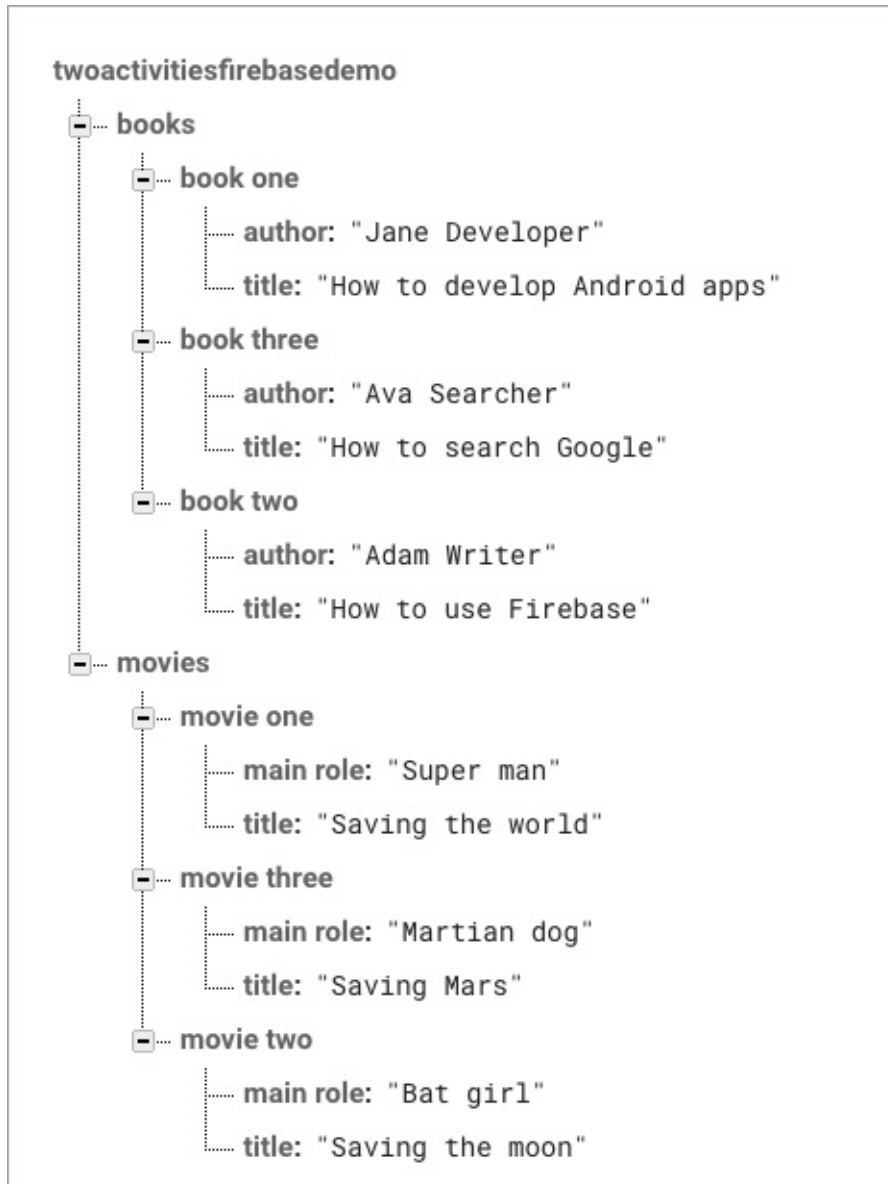 twoactivitiesfirebasedemo
books
book one
author: "Jane Developer"
title: "How to develop Android apps"
book three
author: "Ava Searcher"
title: "How to search Google"
book two
author: "Adam Writer"
title: "How to use Firebase"
movies
movie one
main role: "Super man"
title: "Saving the world"
movie three
main role: "Martian dog"
title: "Saving Mars"
movie two
main role: "Bat girl"
title: "Saving the moon"